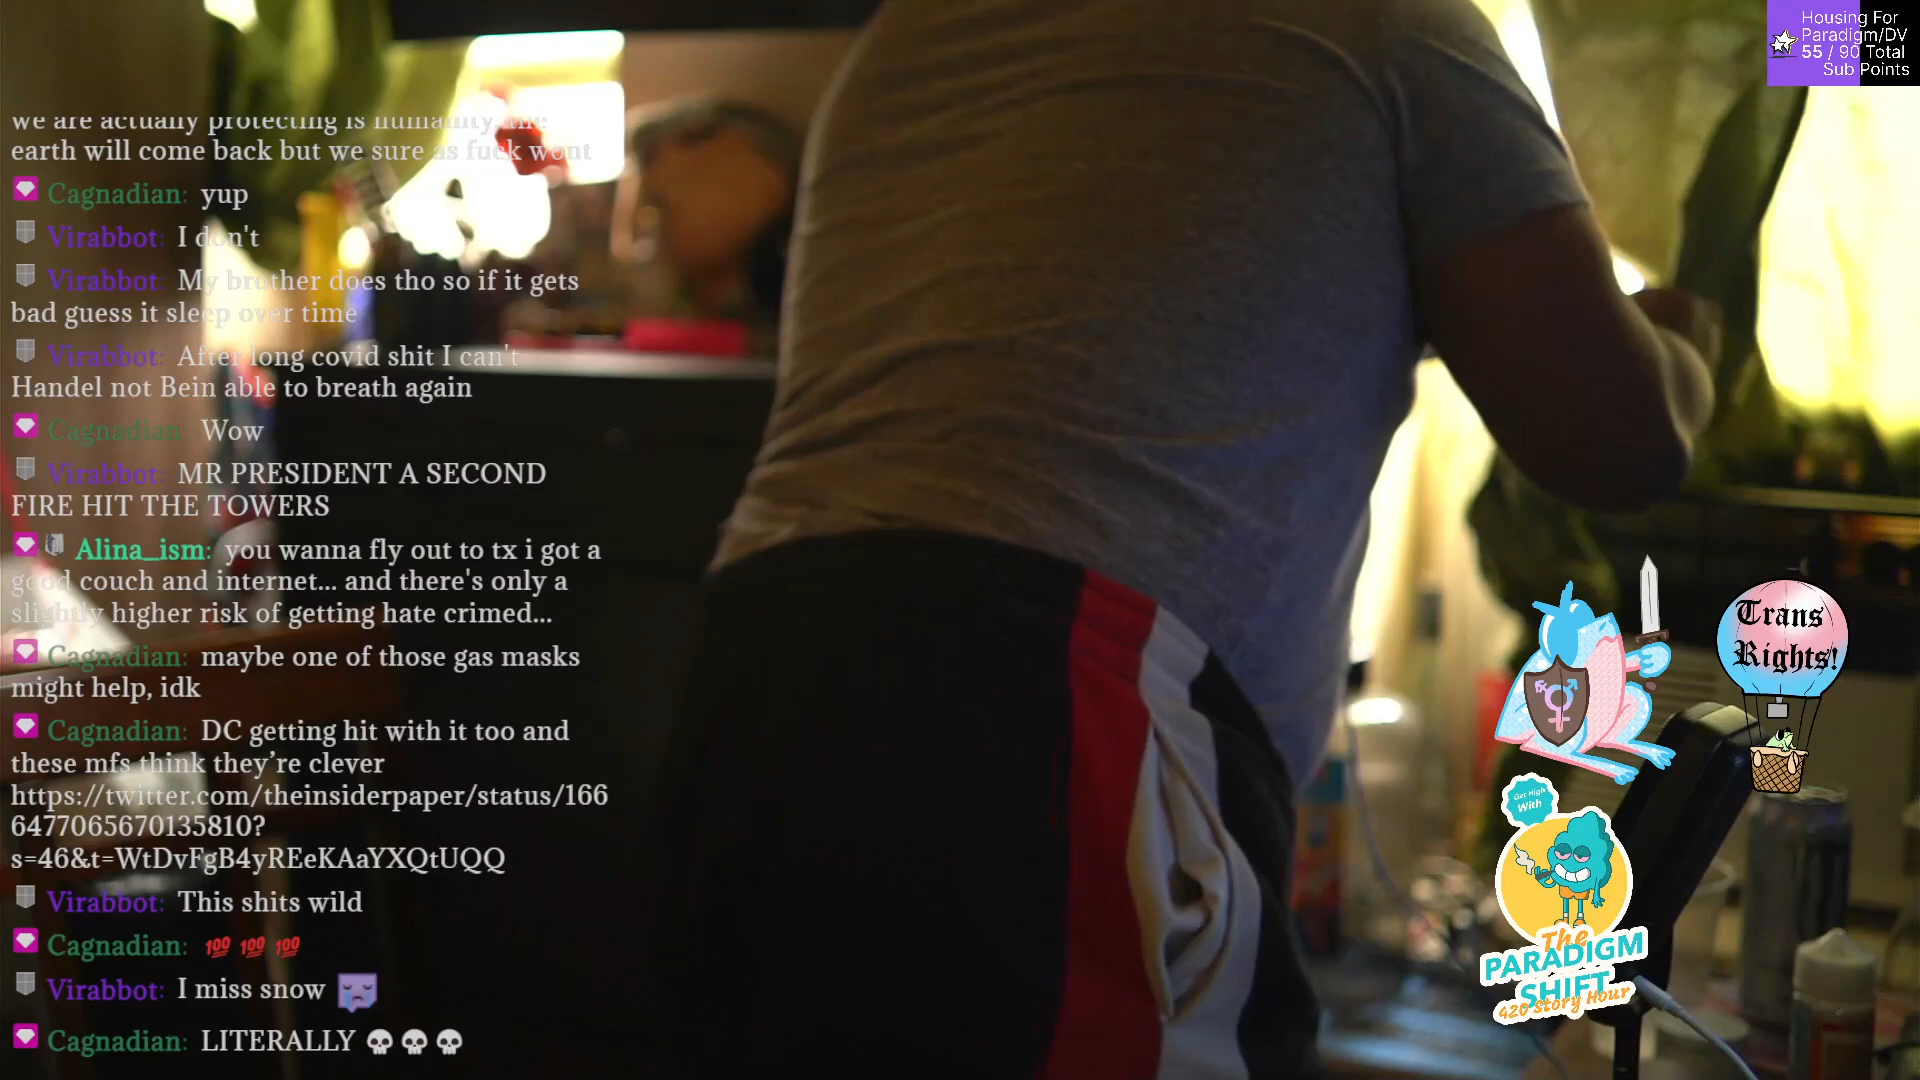 we are actually protecting is humanity, the
earth will come back but we sure as fuck wont
Cagnadian: yup
Virabbot: I don't
Virabbot: My brother does tho so if it gets
bad guess it sleep over time
Virabbot: After long covid shit I can't
Handel not Bein able to breath again
Cagnadian: Wow
Virabbot: MR PRESIDENT A SECOND
FIRE HIT THE TOWERS
Alina_ism: you wanna fly out to tx i got a
good couch and internet... and there's only a
slightly higher risk of getting hate crimed...
Cagnadian: maybe one of those gas masks
might help, idk
Cagnadian: DC getting hit with it too and
these mfs think they’re clever
https://twitter.com/theinsiderpaper/status/166
6477065670135810?
s=46&t=WtDvFgB4yREeKAaYXQtUQQ
Virabbot: This shits wild
Cagnadian: 💯 💯 💯
Virabbot: I miss snow
Cagnadian: LITERALLY 💀 💀 💀
Housing For
Paradigm/DV
55 / 90 Total
Sub Points
Trans
Rights!
Get High
With
The
PARADIGM
SHIFT
420 Story Hour